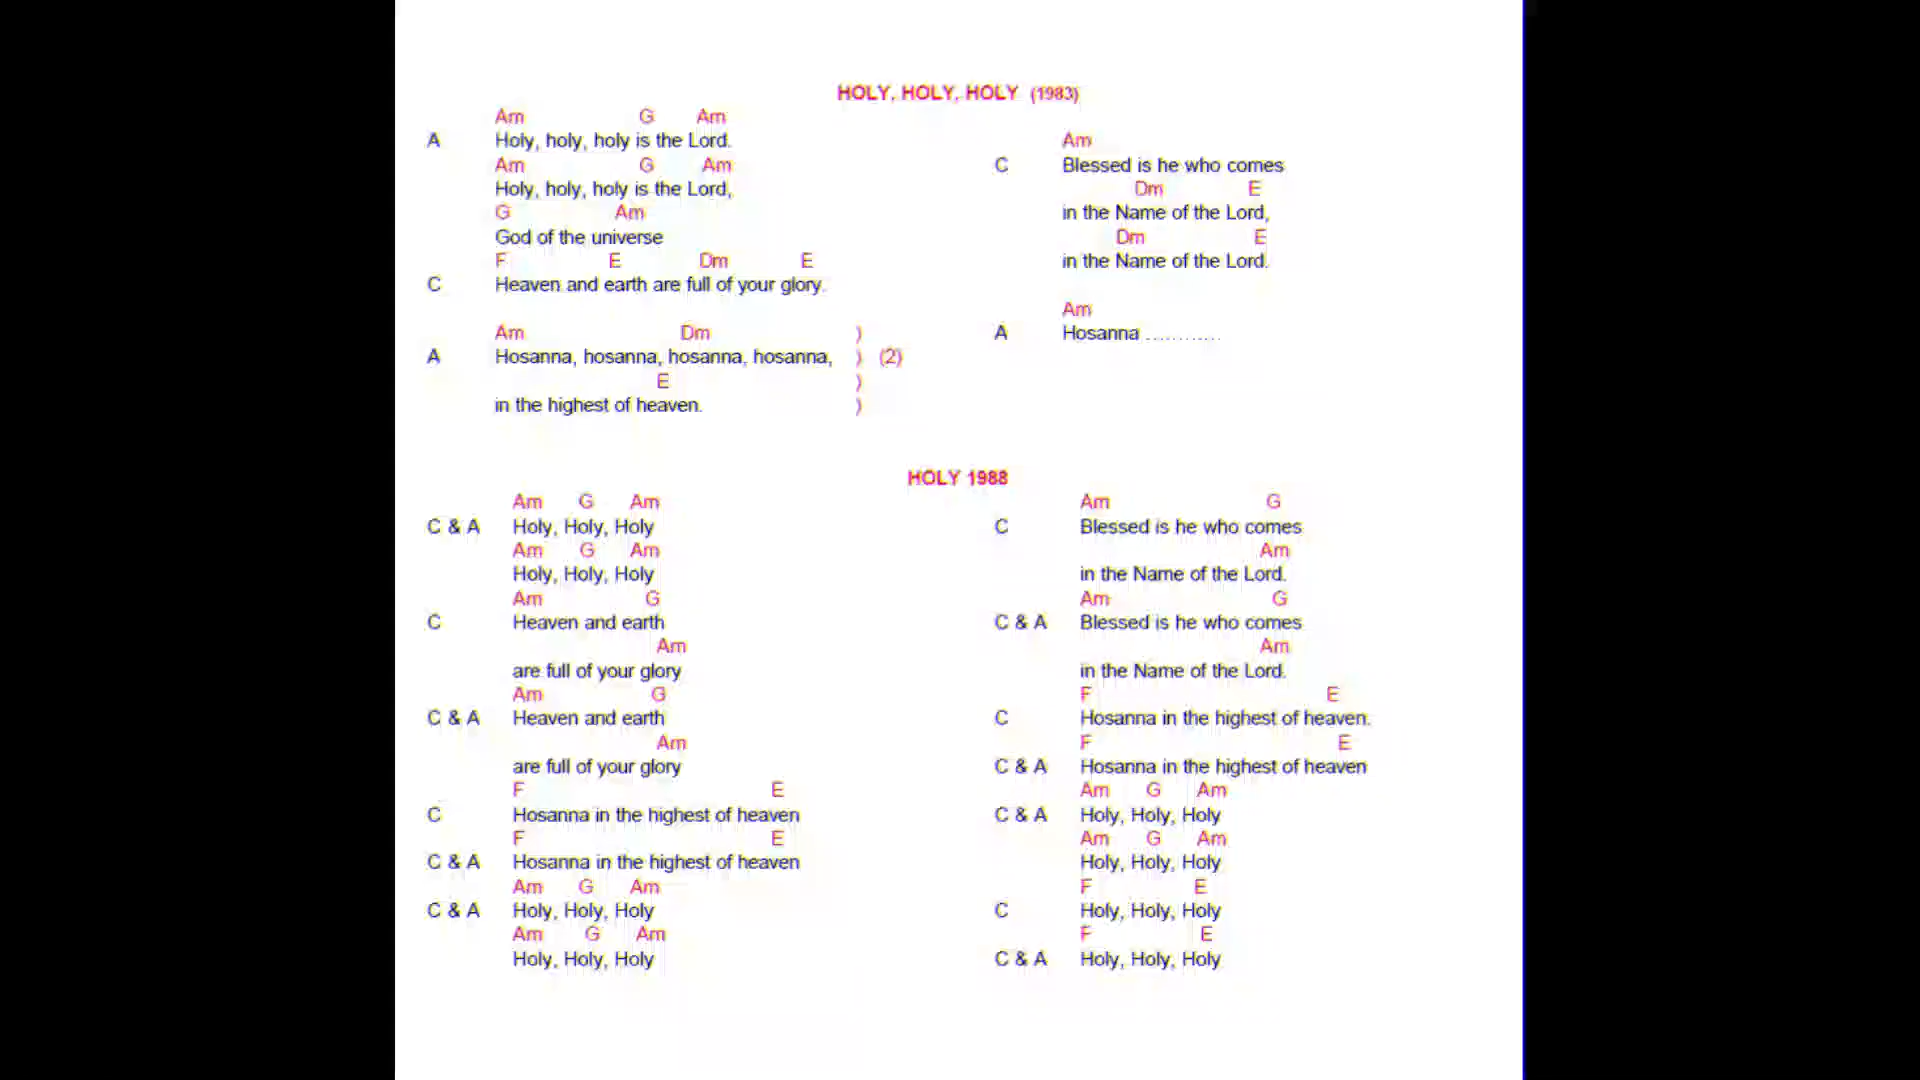 HOLY, HOLY, HOLY (1983)
Am G Am
A Holy, holy, holy is the Lord.
Am G Am
Holy, holy, holy is the Lord,
G Am
God of the universe
F E Dm E
C Heaven and earth are full of your glory.
Am Dm )
A Hosanna, hosanna, hosanna, hosanna, ) (2)
E )
in the highest of heaven. )
Am
C Blessed is he who comes
Dm E
in the Name of the Lord,
Dm E
in the Name of the Lord.
Am
A Hosanna ............
HOLY 1988
Am G Am
C & A Holy, Holy, Holy
Am G Am
Holy, Holy, Holy
Am G
C Heaven and earth
Am
are full of your glory
Am G
C & A Heaven and earth
Am
are full of your glory
F E
C Hosanna in the highest of heaven
F E
C & A Hosanna in the highest of heaven
Am G Am
C & A Holy, Holy, Holy
Am G Am
Holy, Holy, Holy
Am G
C Blessed is he who comes
Am
in the Name of the Lord.
Am G
C & A Blessed is he who comes
Am
in the Name of the Lord.
F E
C Hosanna in the highest of heaven.
F E
C & A Hosanna in the highest of heaven
Am G Am
C & A Holy, Holy, Holy
Am G Am
Holy, Holy, Holy
F E
C Holy, Holy, Holy
F E
C & A Holy, Holy, Holy